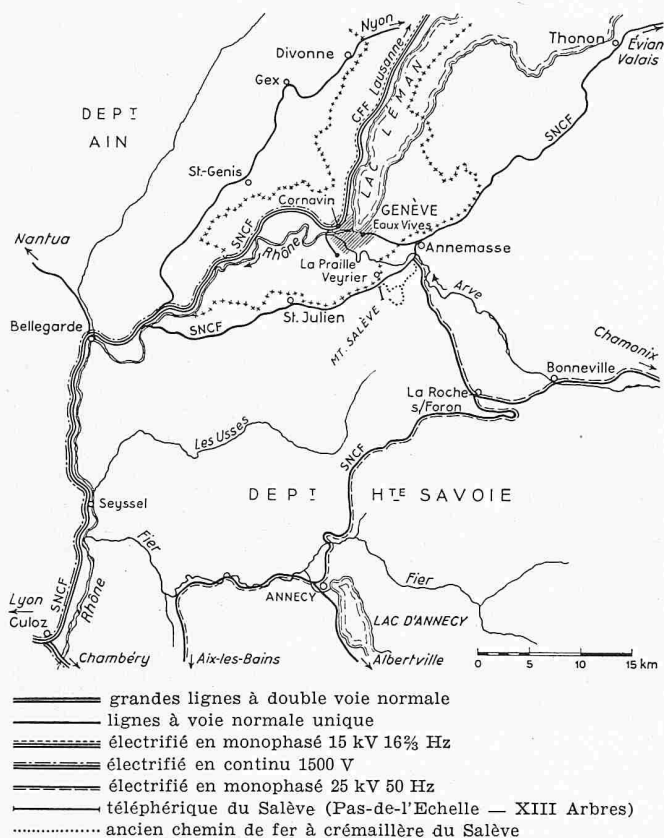 Nyon
Thonon
Évian
Valais
Divonne
Gex
DEPT
AIN
CFF Lausanne
LAC LÉMAN
SNCF
St-Genis
Cornavin
GENÈVE
Eaux Vives
SNCF
Annemasse
Nantua
Rhône
La Praille
Veyrier
Arve
Bellegarde
SNCF
St. Julien
MT. SALÈVE
Chamonix
Bonneville
La Roche
s/Foron
Les Usses
SNCF
Seyssel
DEPT HTE SAVOIE
Fier
Fier
ANNECY
Lyon
SNCF
Rhône
LAC D'ANNECY
Culoz
Chambéry
Aix-les-Bains
Albertville
0 5 10 15 km
grandes lignes à double voie normale
lignes à voie normale unique
électrifié en monophasé 15 kV 16⅔ Hz
électrifié en continu 1500 V
électrifié en monophasé 25 kV 50 Hz
téléphérique du Salève (Pas-de-l'Echelle — XIII Arbres)
ancien chemin de fer à crémaillère du Salève